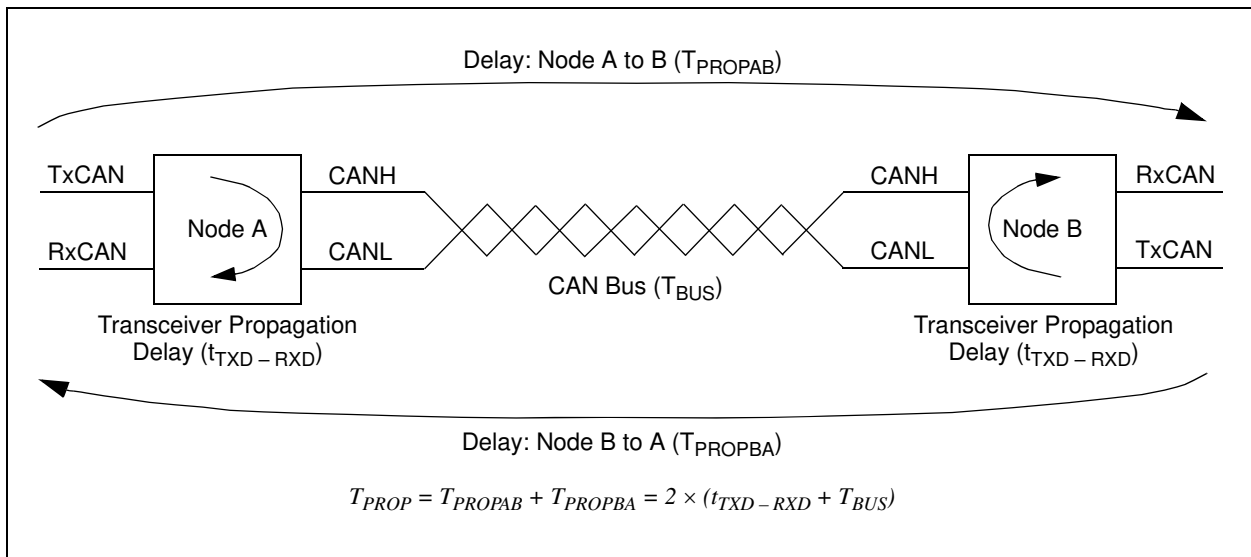 Delay: Node A to B (TPROPAB)
TxCAN
CANH
CANH
RxCAN
Node A
Node B
RxCAN
CANL
CANL
TxCAN
CAN Bus (TBUS)
Transceiver Propagation
Delay (tTXD – RXD)
Transceiver Propagation
Delay (tTXD – RXD)
Delay: Node B to A (TPROPBA)
TPROP = TPROPAB + TPROPBA = 2 × (tTXD – RXD + TBUS)